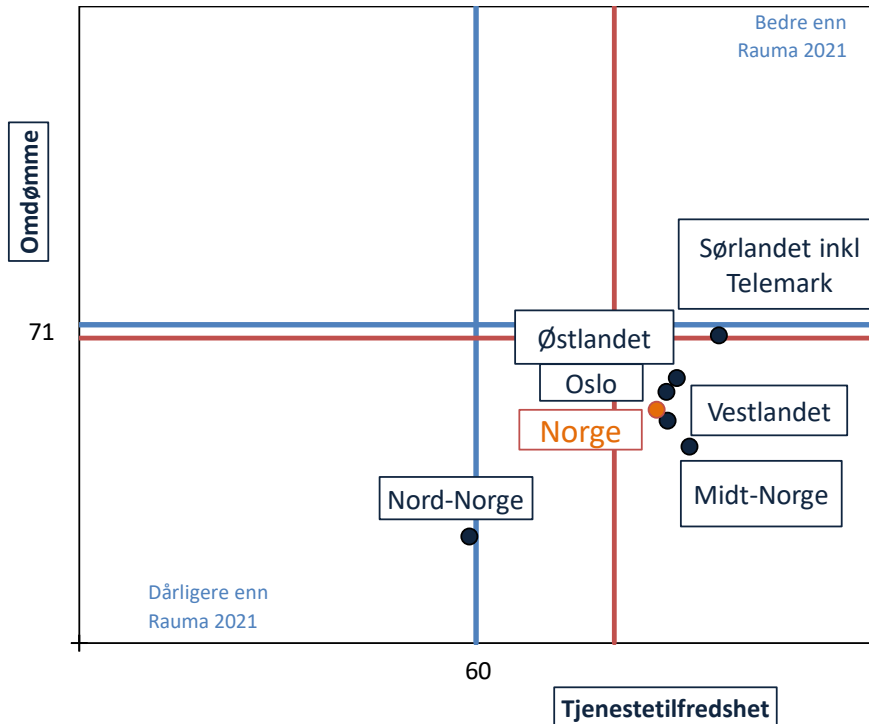 Bedre enn
Rauma 2021
Omdømme
Sørlandet inkl
Telemark
71
Østlandet
Oslo
Vestlandet
Norge
Midt-Norge
Nord-Norge
Dårligere enn
Rauma 2021
60
Tjenestetilfredshet